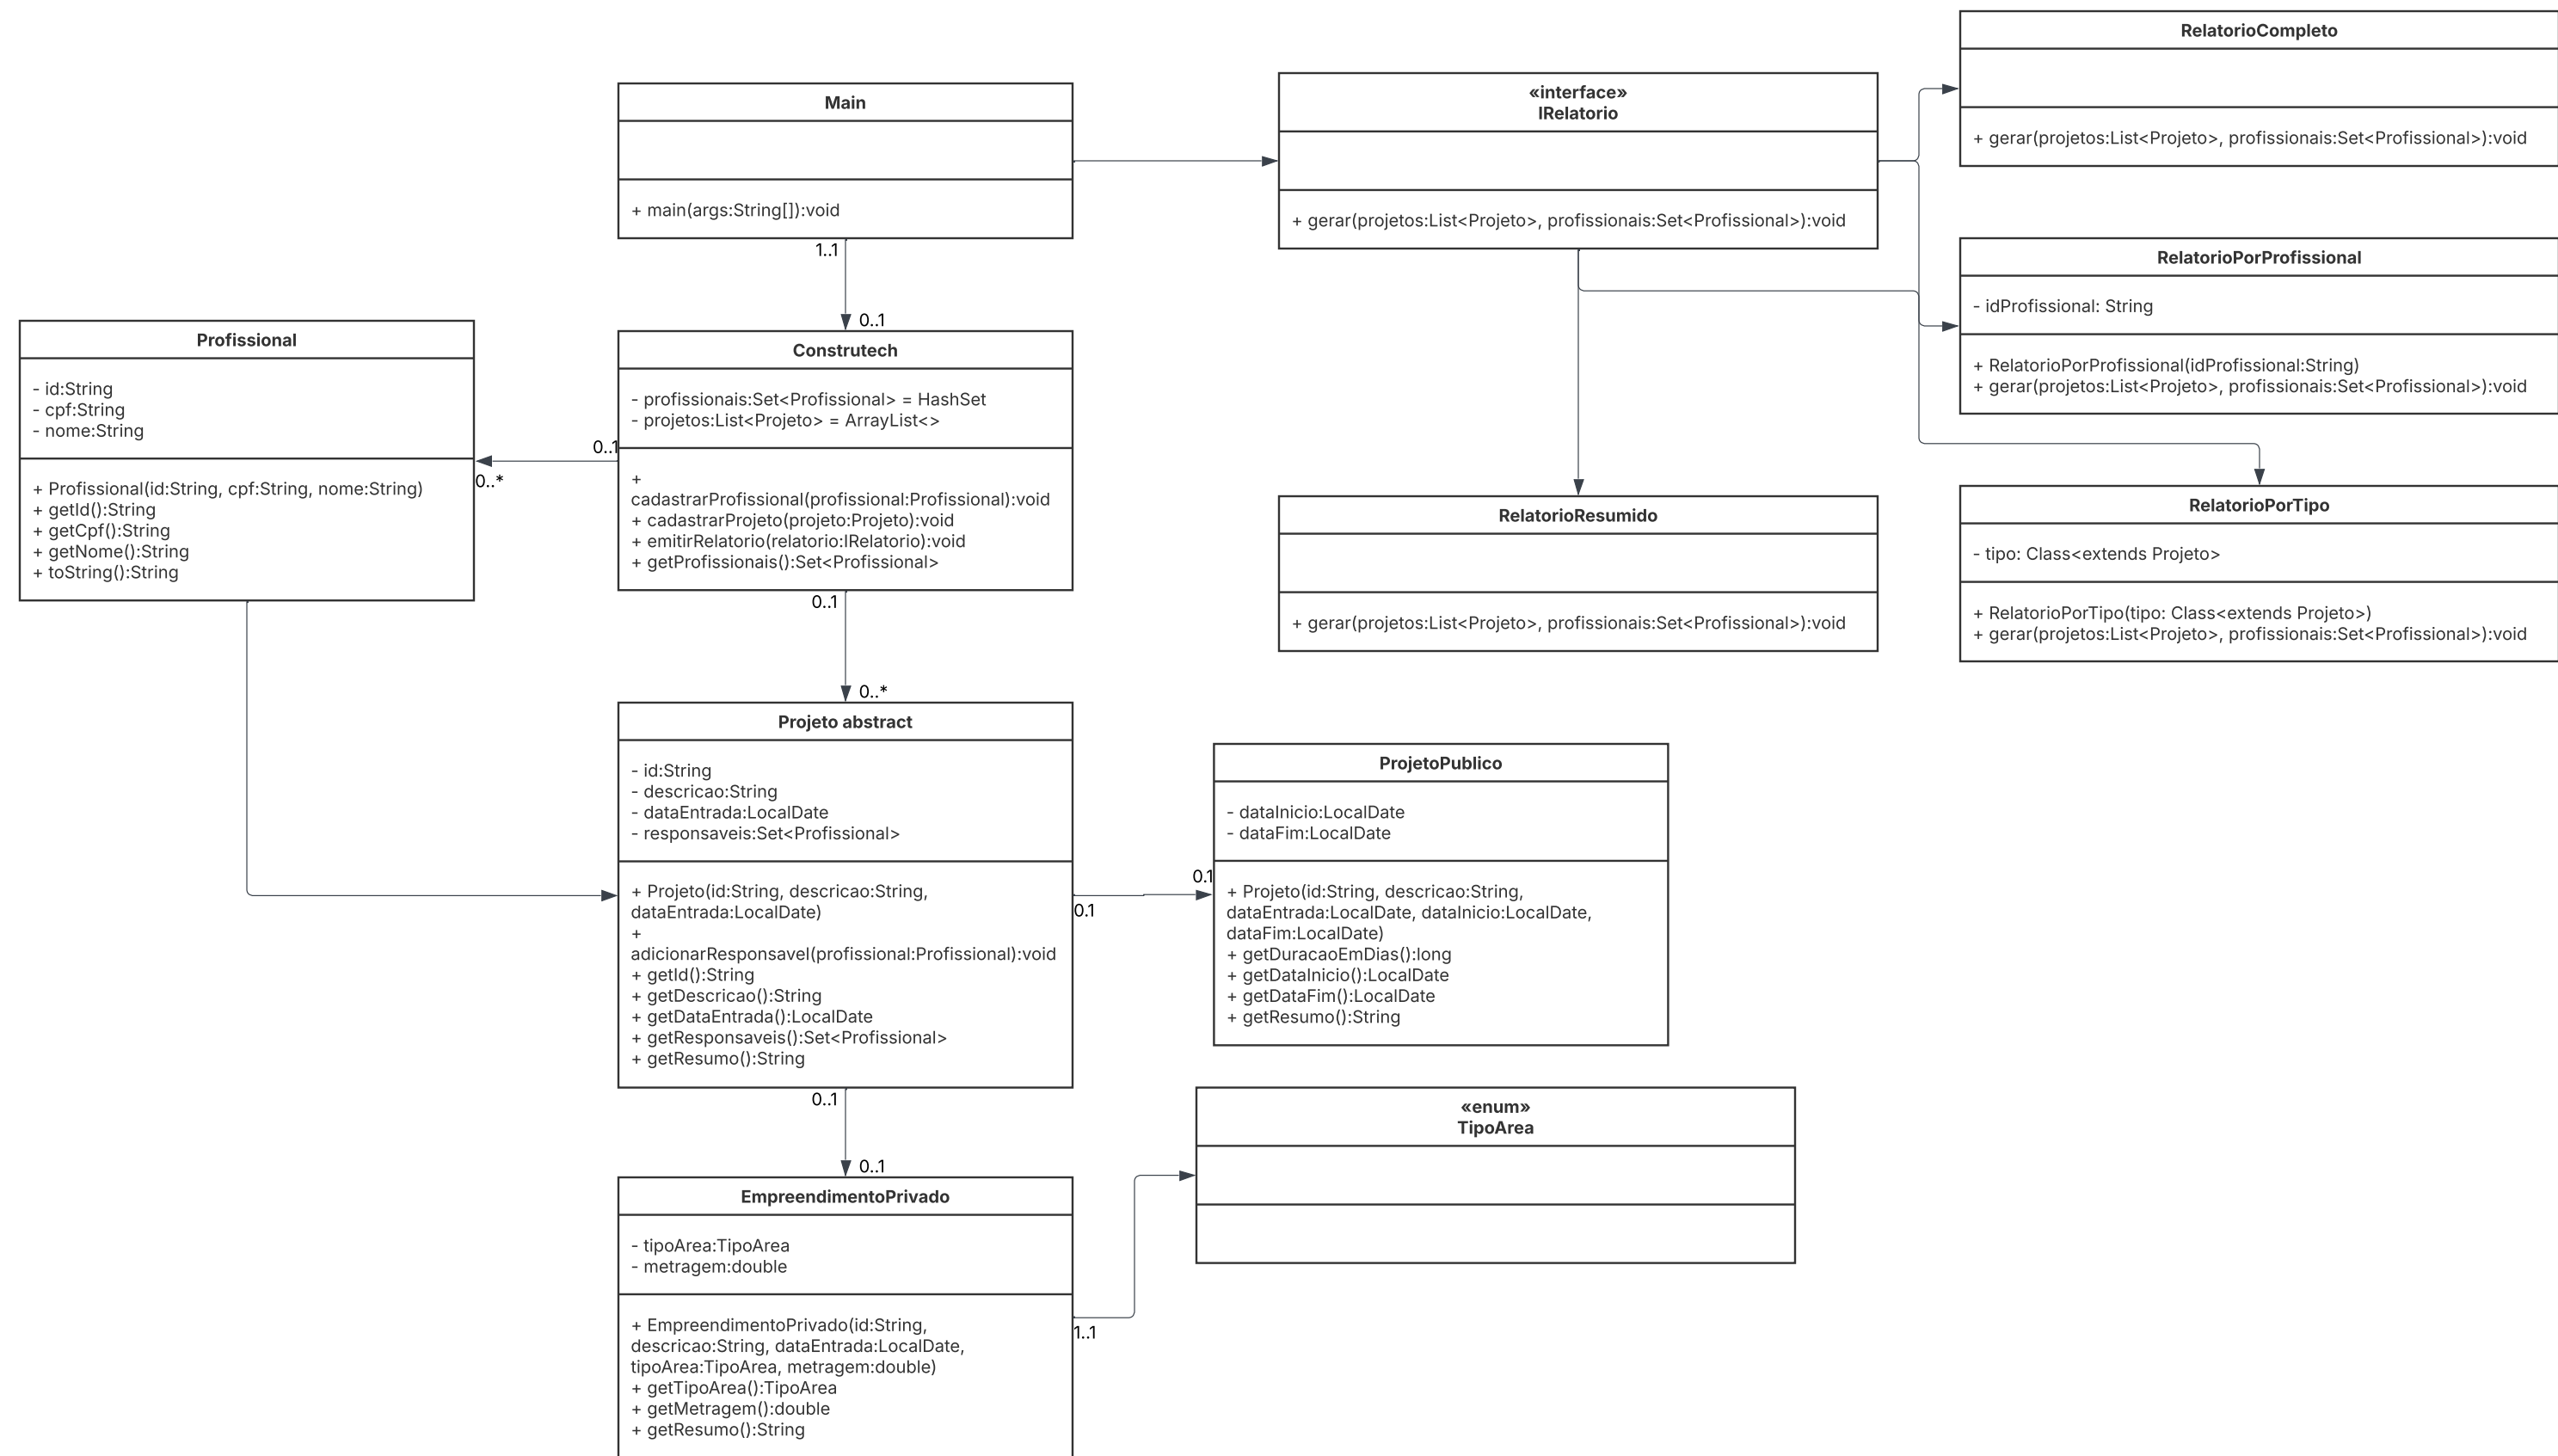 RelatorioCompleto
+ gerar(projetos:List<Projeto>, profissionais:Set<Profissional>):void
Main
+ main(args:String[]):void
1..1
«interface»
IRelatorio
+ gerar(projetos:List<Projeto>, profissionais:Set<Profissional>):void
RelatorioPorProfissional
- idProfissional: String
+ RelatorioPorProfissional(idProfissional:String)
+ gerar(projetos:List<Projeto>, profissionais:Set<Profissional>):void
Profissional
- id:String
- cpf:String
- nome:String
+ Profissional(id:String, cpf:String, nome:String)
+ getId():String
+ getCpf():String
+ getNome():String
+ toString():String
0..1
Construtech
- profissionais:Set<Profissional> = HashSet
- projetos:List<Projeto> = ArrayList<>
+
cadastrarProfissional(profissional:Profissional):void
+ cadastrarProjeto(projeto:Projeto):void
+ emitirRelatorio(relatorio:IRelatorio):void
+ getProfissionais():Set<Profissional>
0..1
0..*
0..1
0..*
RelatorioResumido
+ gerar(projetos:List<Projeto>, profissionais:Set<Profissional>):void
RelatorioPorTipo
- tipo: Class<extends Projeto>
+ RelatorioPorTipo(tipo: Class<extends Projeto>)
+ gerar(projetos:List<Projeto>, profissionais:Set<Profissional>):void
Projeto abstract
- id:String
- descricao:String
- dataEntrada:LocalDate
- responsaveis:Set<Profissional>
+ Projeto(id:String, descricao:String,
dataEntrada:LocalDate)
+
adicionarResponsavel(profissional:Profissional):void
+ getId():String
+ getDescricao():String
+ getDataEntrada():LocalDate
+ getResponsaveis():Set<Profissional>
+ getResumo():String
0.1
0.1
ProjetoPublico
- dataInicio:LocalDate
- dataFim:LocalDate
+ Projeto(id:String, descricao:String,
dataEntrada:LocalDate, dataInicio:LocalDate,
dataFim:LocalDate)
+ getDuracaoEmDias():long
+ getDataInicio():LocalDate
+ getDataFim():LocalDate
+ getResumo():String
0..1
0..1
«enum»
TipoArea
EmpreendimentoPrivado
- tipoArea:TipoArea
- metragem:double
+ EmpreendimentoPrivado(id:String,
descricao:String, dataEntrada:LocalDate,
tipoArea:TipoArea, metragem:double)
+ getTipoArea():TipoArea
+ getMetragem():double
+ getResumo():String
1..1